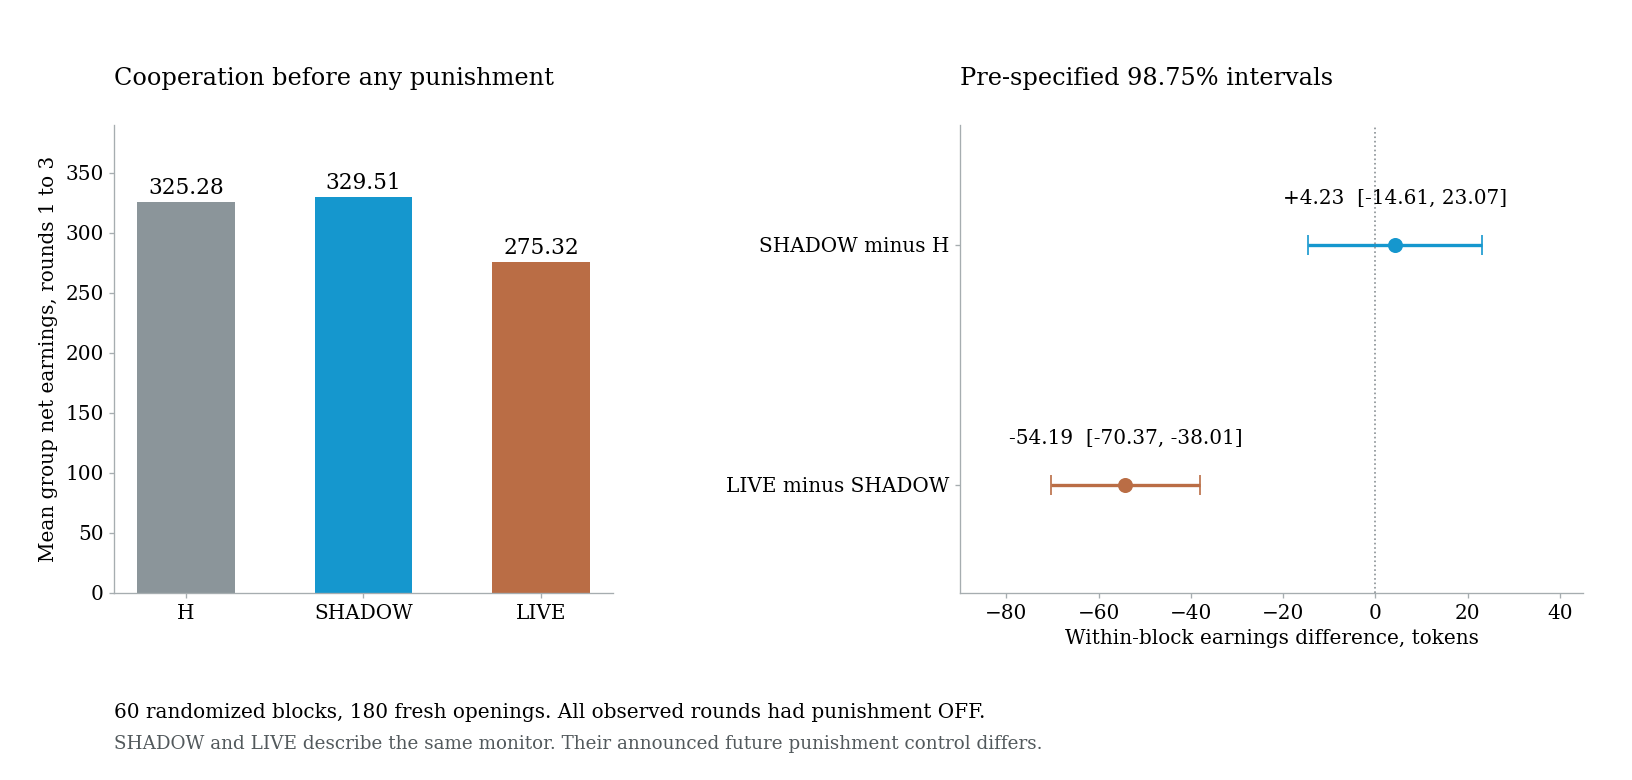 Cooperation before any punishment
Mean group net earnings, rounds 1 to 3
350
300
250
200
150
100
50
0
325.28
329.51
275.32
H
SHADOW
LIVE
Pre-specified 98.75% intervals
SHADOW minus H
LIVE minus SHADOW
+4.23 [-14.61, 23.07]
-54.19 [-70.37, -38.01]
−80
−60
−40
−20
0
20
40
Within-block earnings difference, tokens
60 randomized blocks, 180 fresh openings. All observed rounds had punishment OFF.
SHADOW and LIVE describe the same monitor. Their announced future punishment control differs.